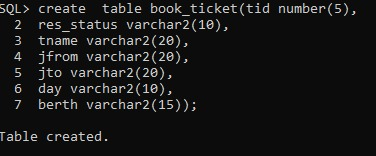 SQL> create  table book_ticket(tid number(5),
2  res_status varchar2(10),
3  tname varchar2(20),
4  jfrom varchar2(20),
5  jto varchar2(20),
6  day varchar2(10),
7  berth varchar2(15));
Table created.